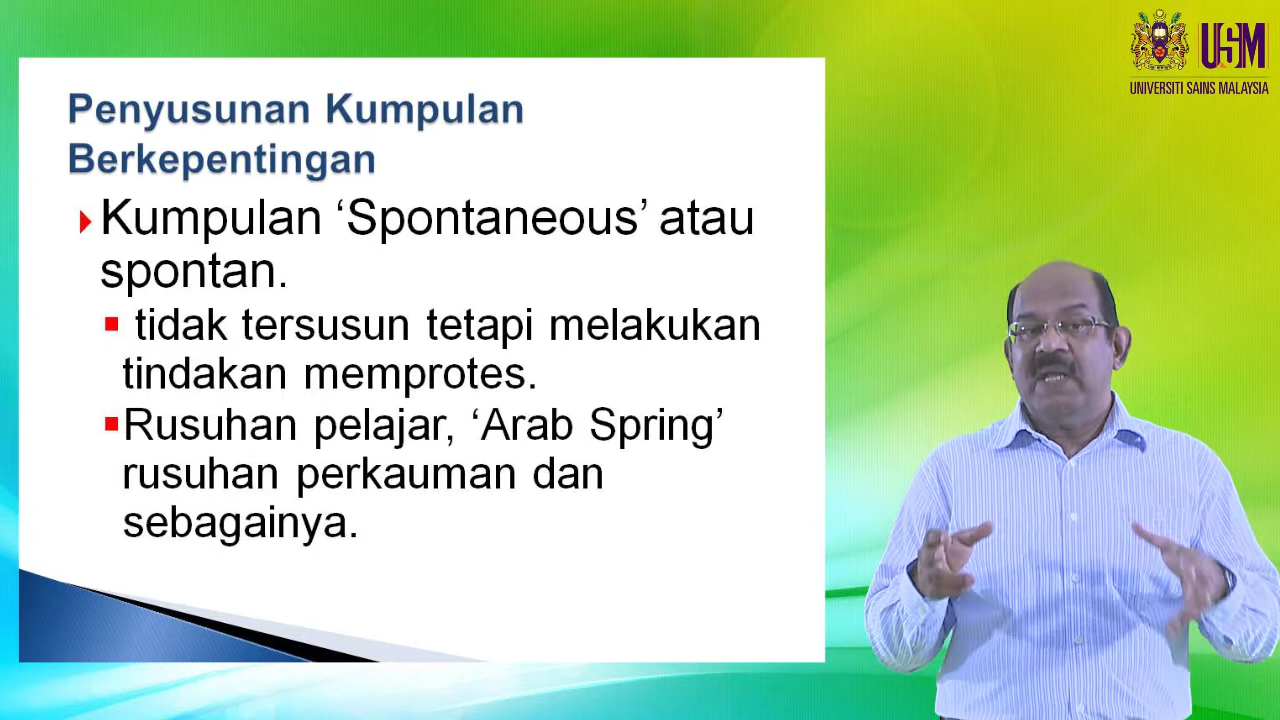 USM
UNIVERSITI SAINS MALAYSIA
Penyusunan Kumpulan
Berkepentingan
Kumpulan ‘Spontaneous’ atau
spontan.
tidak tersusun tetapi melakukan
tindakan memprotes.
Rusuhan pelajar, ‘Arab Spring’
rusuhan perkauman dan
sebagainya.